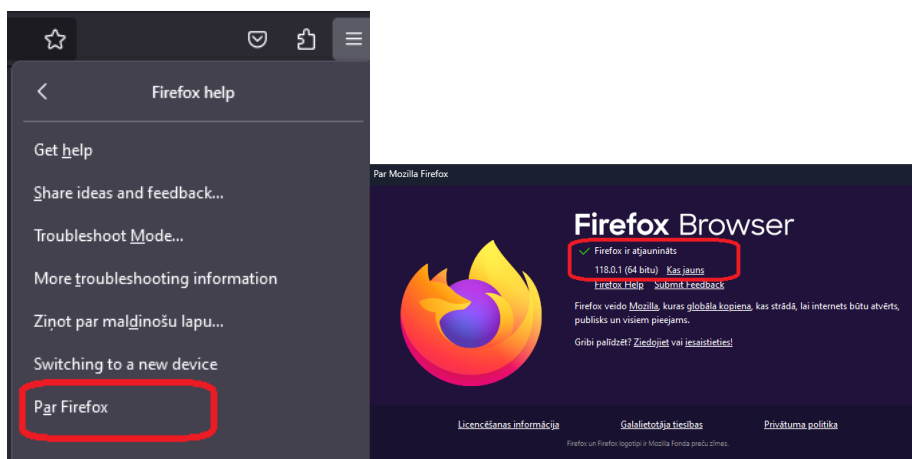 Firefox help
Get help
Share ideas and feedback...
Troubleshoot Mode...
More troubleshooting information
Ziņot par maldinošu lapu...
Switching to a new device
Par Firefox
Par Mozilla Firefox
Firefox Browser
Firefox ir atjaunināts
118.0.1 (64 bitu) Kas jauns
Firefox Help Submit Feedback
Firefox veido Mozilla, kuras globāla kopiena, kas strādā, lai internets būtu atvērts,
publisks un visiem pieejams.
Gribi palīdzēt? Ziedojiet vai iesaistieties!
Licencēšanas informācija Galalietotāja tiesības Privātuma politika
Firefox un Firefox logotipi ir Mozilla Fonda preču zīmes.